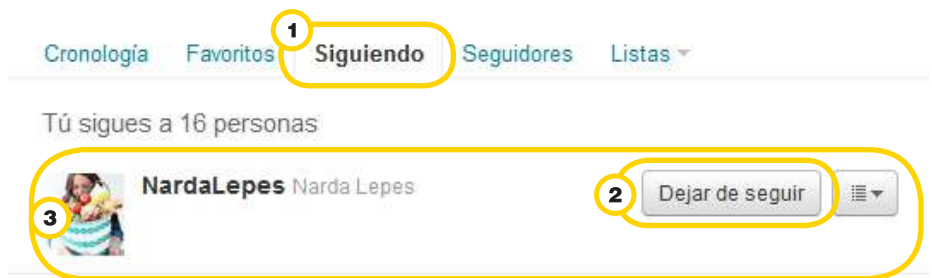 1
Cronología Favoritos Siguiendo Seguidores Listas
Tú sigues a 16 personas
NardaLepes Narda Lepes
2 Dejar de seguir
3